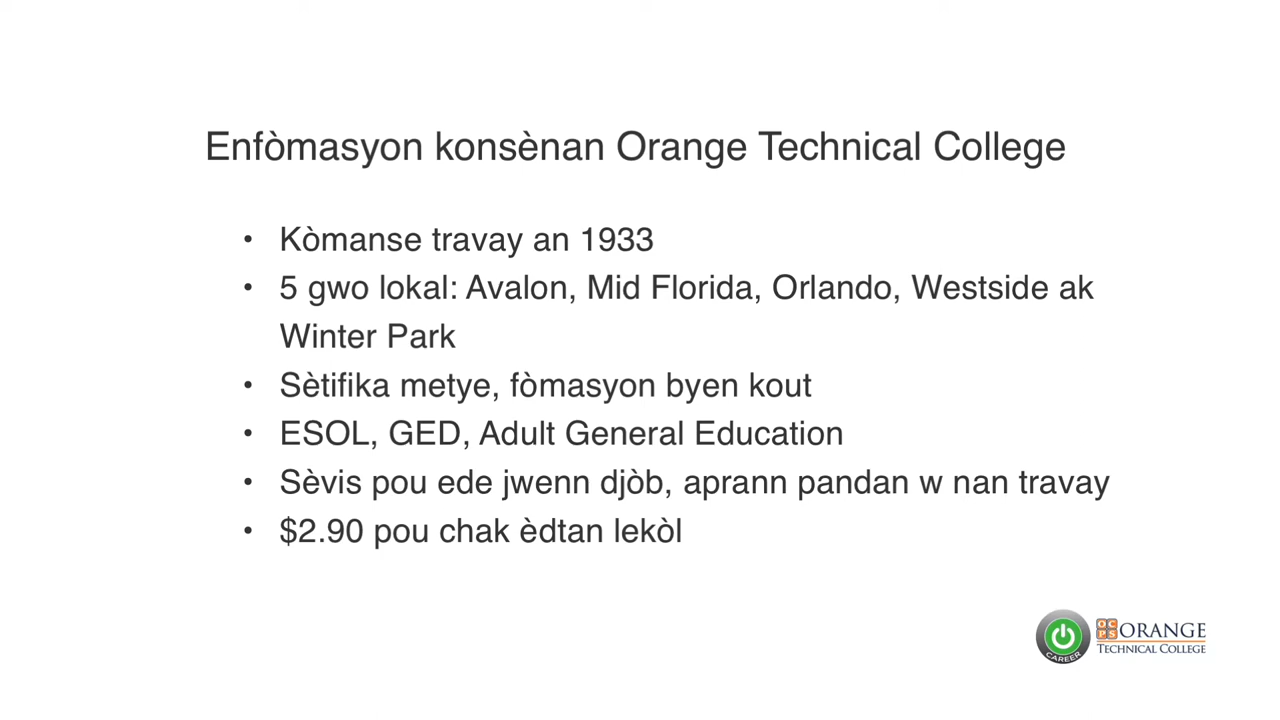 Enfòmasyon konsènan Orange Technical College
• Kòmanse travay an 1933
• 5 gwo lokal: Avalon, Mid Florida, Orlando, Westside ak
Winter Park
• Sètifika metye, fòmasyon byen kout
• ESOL, GED, Adult General Education
• Sèvis pou ede jwenn djòb, aprann pandan w nan travay
• $2.90 pou chak èdtan lekòl
CAREER
OCPS ORANGE
TECHNICAL COLLEGE